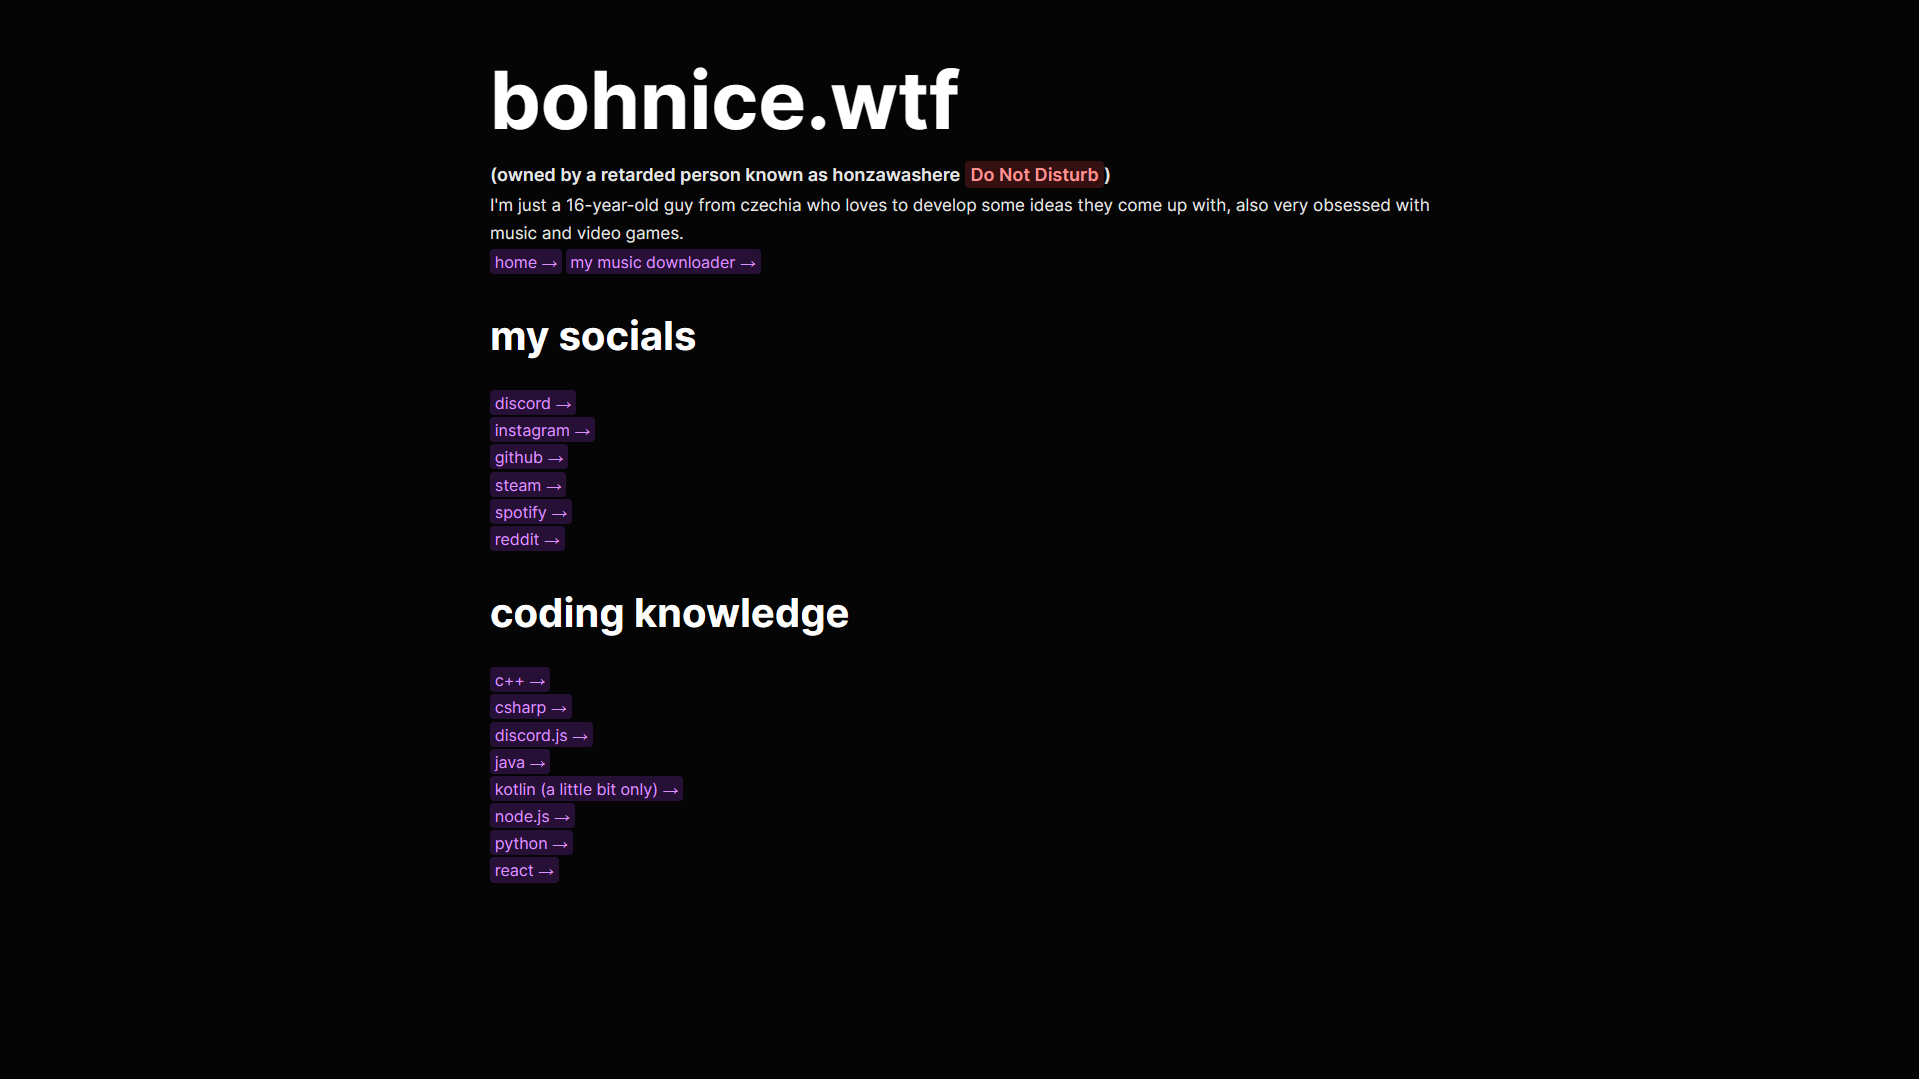 bohnice.wtf
(owned by a retarded person known as honzawashere Do Not Disturb )
I'm just a 16-year-old guy from czechia who loves to develop some ideas they come up with, also very obsessed with
music and video games.
home → my music downloader →
my socials
discord →
instagram →
github →
steam →
spotify →
reddit →
coding knowledge
c++ →
csharp →
discord.js →
java →
kotlin (a little bit only) →
node.js →
python →
react →